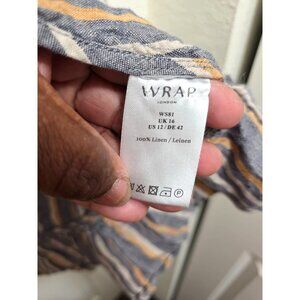 WRAP
LONDON
WS81
UK 16
US 12 / DE 42
100% Linen / Leinen